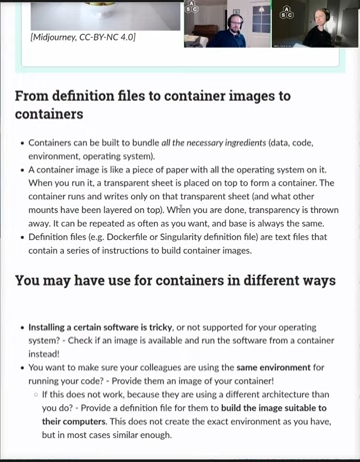 [Midjourney, CC-BY-NC 4.0]
From definition files to container images to
containers
• Containers can be built to bundle all the necessary ingredients (data, code,
environment, operating system).
• A container image is like a piece of paper with all the operating system on it.
When you run it, a transparent sheet is placed on top to form a container. The
container runs and writes only on that transparent sheet (and what other
mounts have been layered on top). When you are done, transparency is thrown
away. It can be repeated as often as you want, and base is always the same.
• Definition files (e.g. Dockerfile or Singularity definition file) are text files that
contain a series of instructions to build container images.
You may have use for containers in different ways
• Installing a certain software is tricky, or not supported for your operating
system? - Check if an image is available and run the software from a container
instead!
• You want to make sure your colleagues are using the same environment for
running your code? - Provide them an image of your container!
◦ If this does not work, because they are using a different architecture than
you do? - Provide a definition file for them to build the image suitable to
their computers. This does not create the exact environment as you have,
but in most cases similar enough.